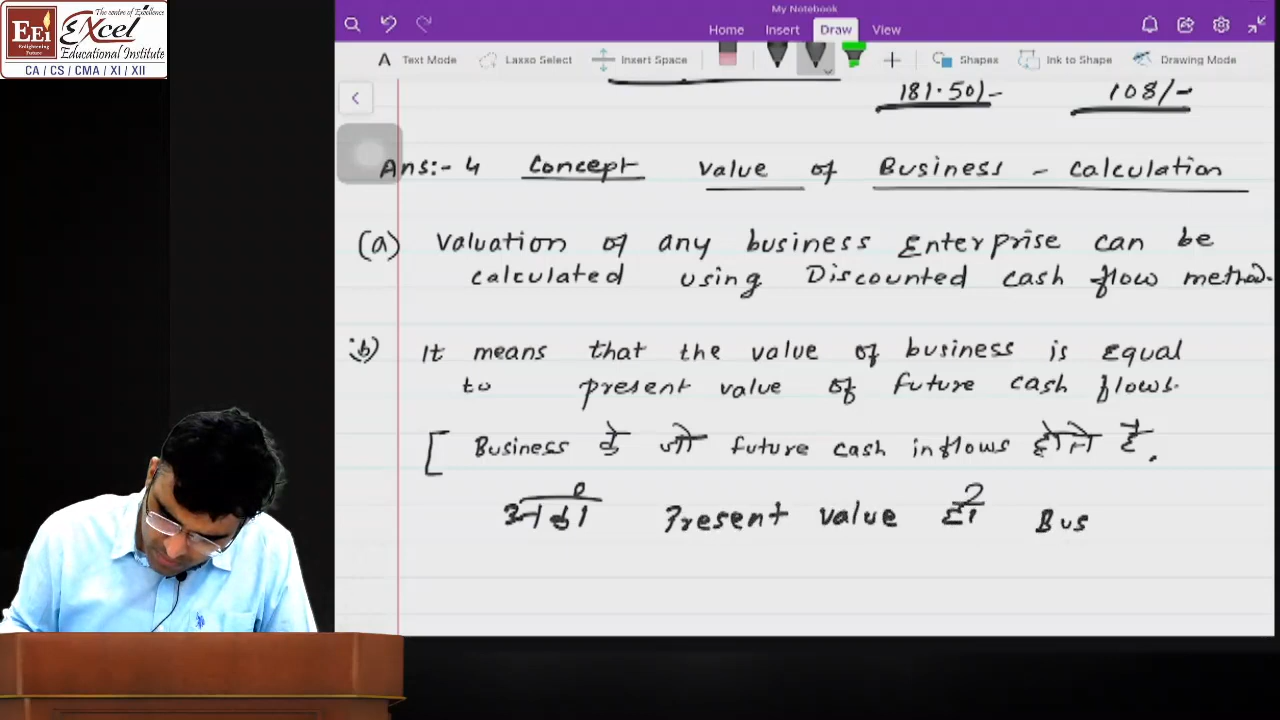 The centre of Excellence
EEi
Enlightening Future
EXcel
Educational Institute
CA / CS / CMA / XI / XII
My Notebook
Home Insert Draw View
Text Mode Lasso Select Insert Space Shapes Ink to Shape Drawing Mode
181.50/- 108/-
Ans:- 4 Concept Value of Business - Calculation
(a) Valuation of any business Enterprise can be
calculated using Discounted cash flow method.
(b) It means that the value of business is Equal
to present value of future cash flows.
[ Business के जो future cash inflows होते है.
उनकी Present value ही Bus